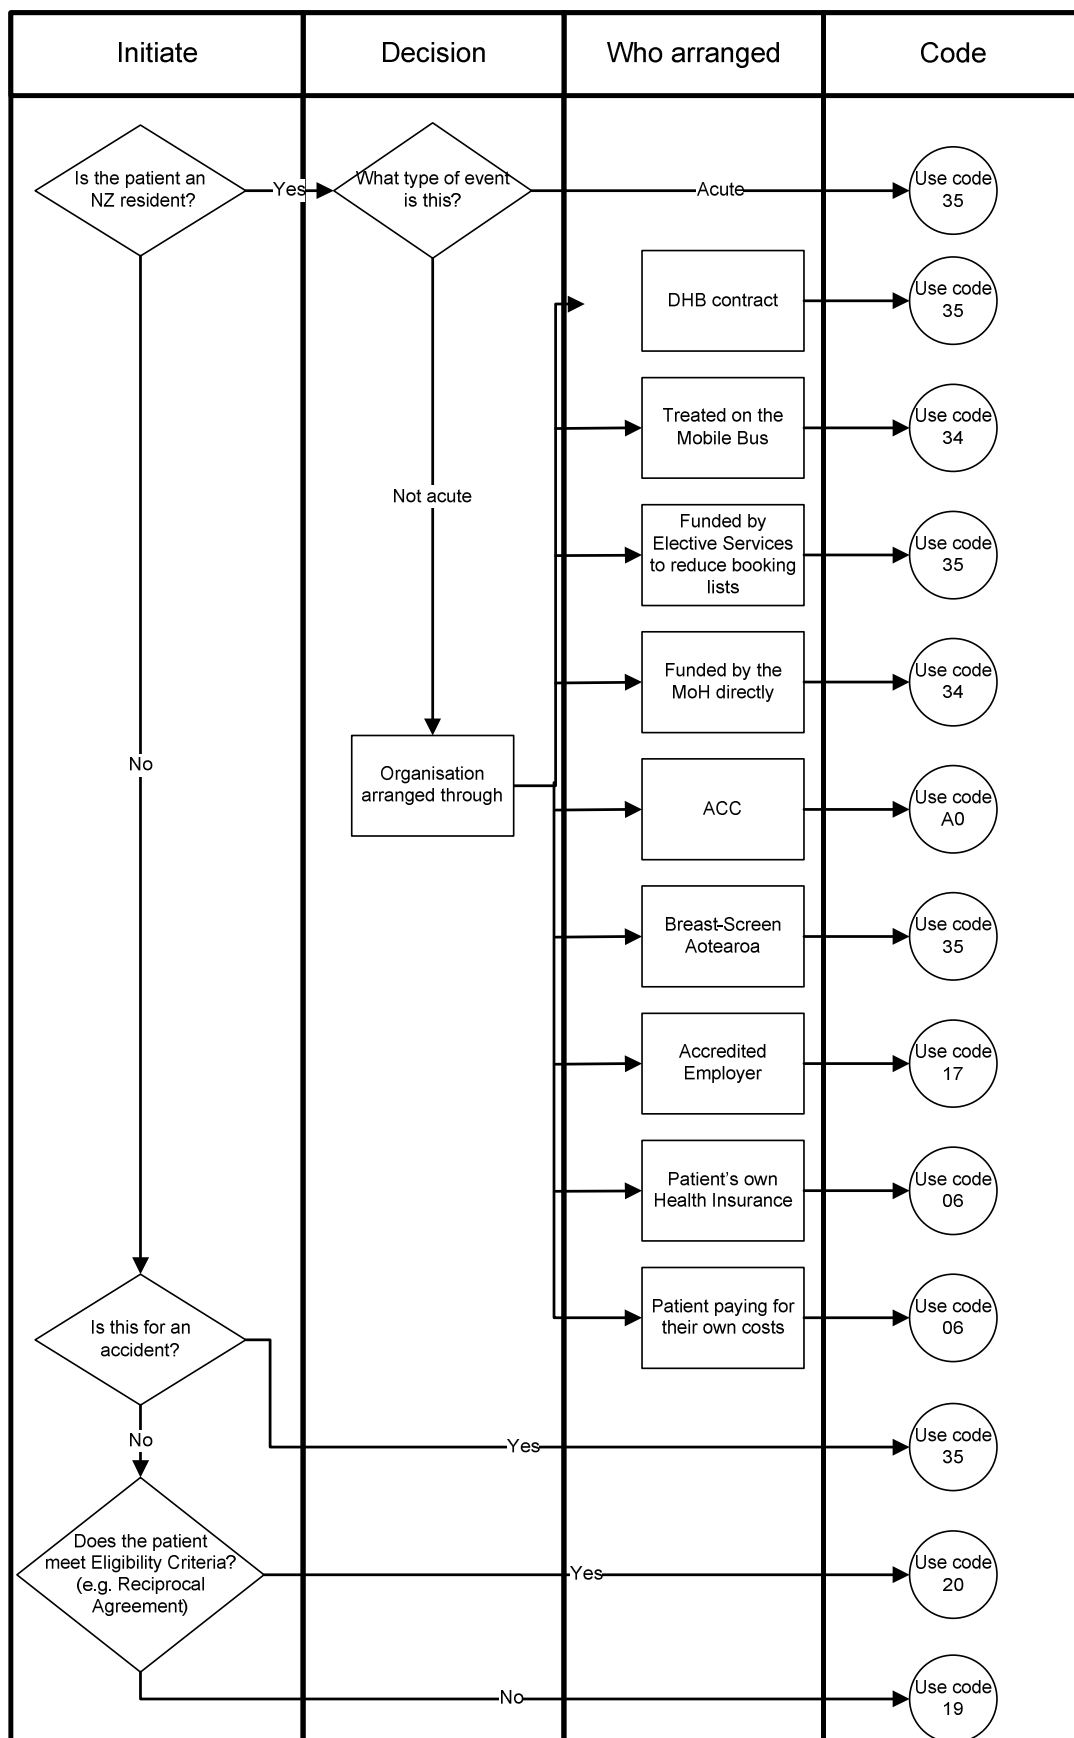 Initiate
Decision
Who arranged
Code
Is the patient an
NZ resident?
Yes
What type of event
is this?
Acute
Use code
35
DHB contract
Use code
35
Treated on the
Mobile Bus
Use code
34
Not acute
Funded by
Elective Services
to reduce booking
lists
Use code
35
Funded by the
MoH directly
Use code
34
No
Organisation
arranged through
ACC
Use code
A0
Breast-Screen
Aotearoa
Use code
35
Accredited
Employer
Use code
17
Patient's own
Health Insurance
Use code
06
Is this for an
accident?
Patient paying for
their own costs
Use code
06
No
Yes
Use code
35
Does the patient
meet Eligibility Criteria?
(e.g. Reciprocal
Agreement)
Yes
Use code
20
No
Use code
19